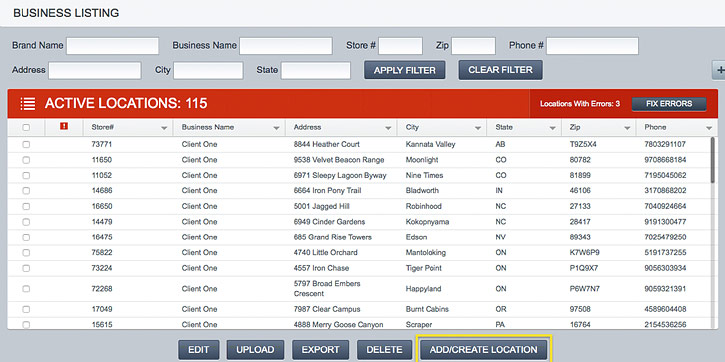 BUSINESS LISTING
Brand Name Business Name Store # Zip Phone #
Address City State APPLY FILTER CLEAR FILTER +
ACTIVE LOCATIONS: 115 Locations With Errors: 3 FIX ERRORS
! Store# Business Name Address City State Zip Phone
73771 Client One 8844 Heather Court Kannata Valley AB T9Z5X4 7803291107
11650 Client One 9538 Velvet Beacon Range Moonlight CO 80782 9708668184
11052 Client One 6971 Sleepy Lagoon Byway Nine Times CO 81899 7195045062
14686 Client One 6664 Iron Pony Trail Bladworth IN 46106 3170868202
16650 Client One 5001 Jagged Hill Robinhood NC 27133 7040924664
14479 Client One 6949 Cinder Gardens Kokopnyama NC 28417 9191300477
16475 Client One 685 Grand Rise Towers Edson NV 89343 7025479250
75822 Client One 4740 Little Orchard Mantoloking ON K7W6P9 5191737255
73224 Client One 4557 Iron Chase Tiger Point ON P1Q9X7 9056303934
72268 Client One 5797 Broad Embers Crescent Happyland ON P6W7N7 9059321391
17049 Client One 7987 Clear Campus Burnt Cabins OR 97508 4589604408
15615 Client One 4888 Merry Goose Canyon Scraper PA 16764 2154536256
EDIT UPLOAD EXPORT DELETE ADD/CREATE LOCATION